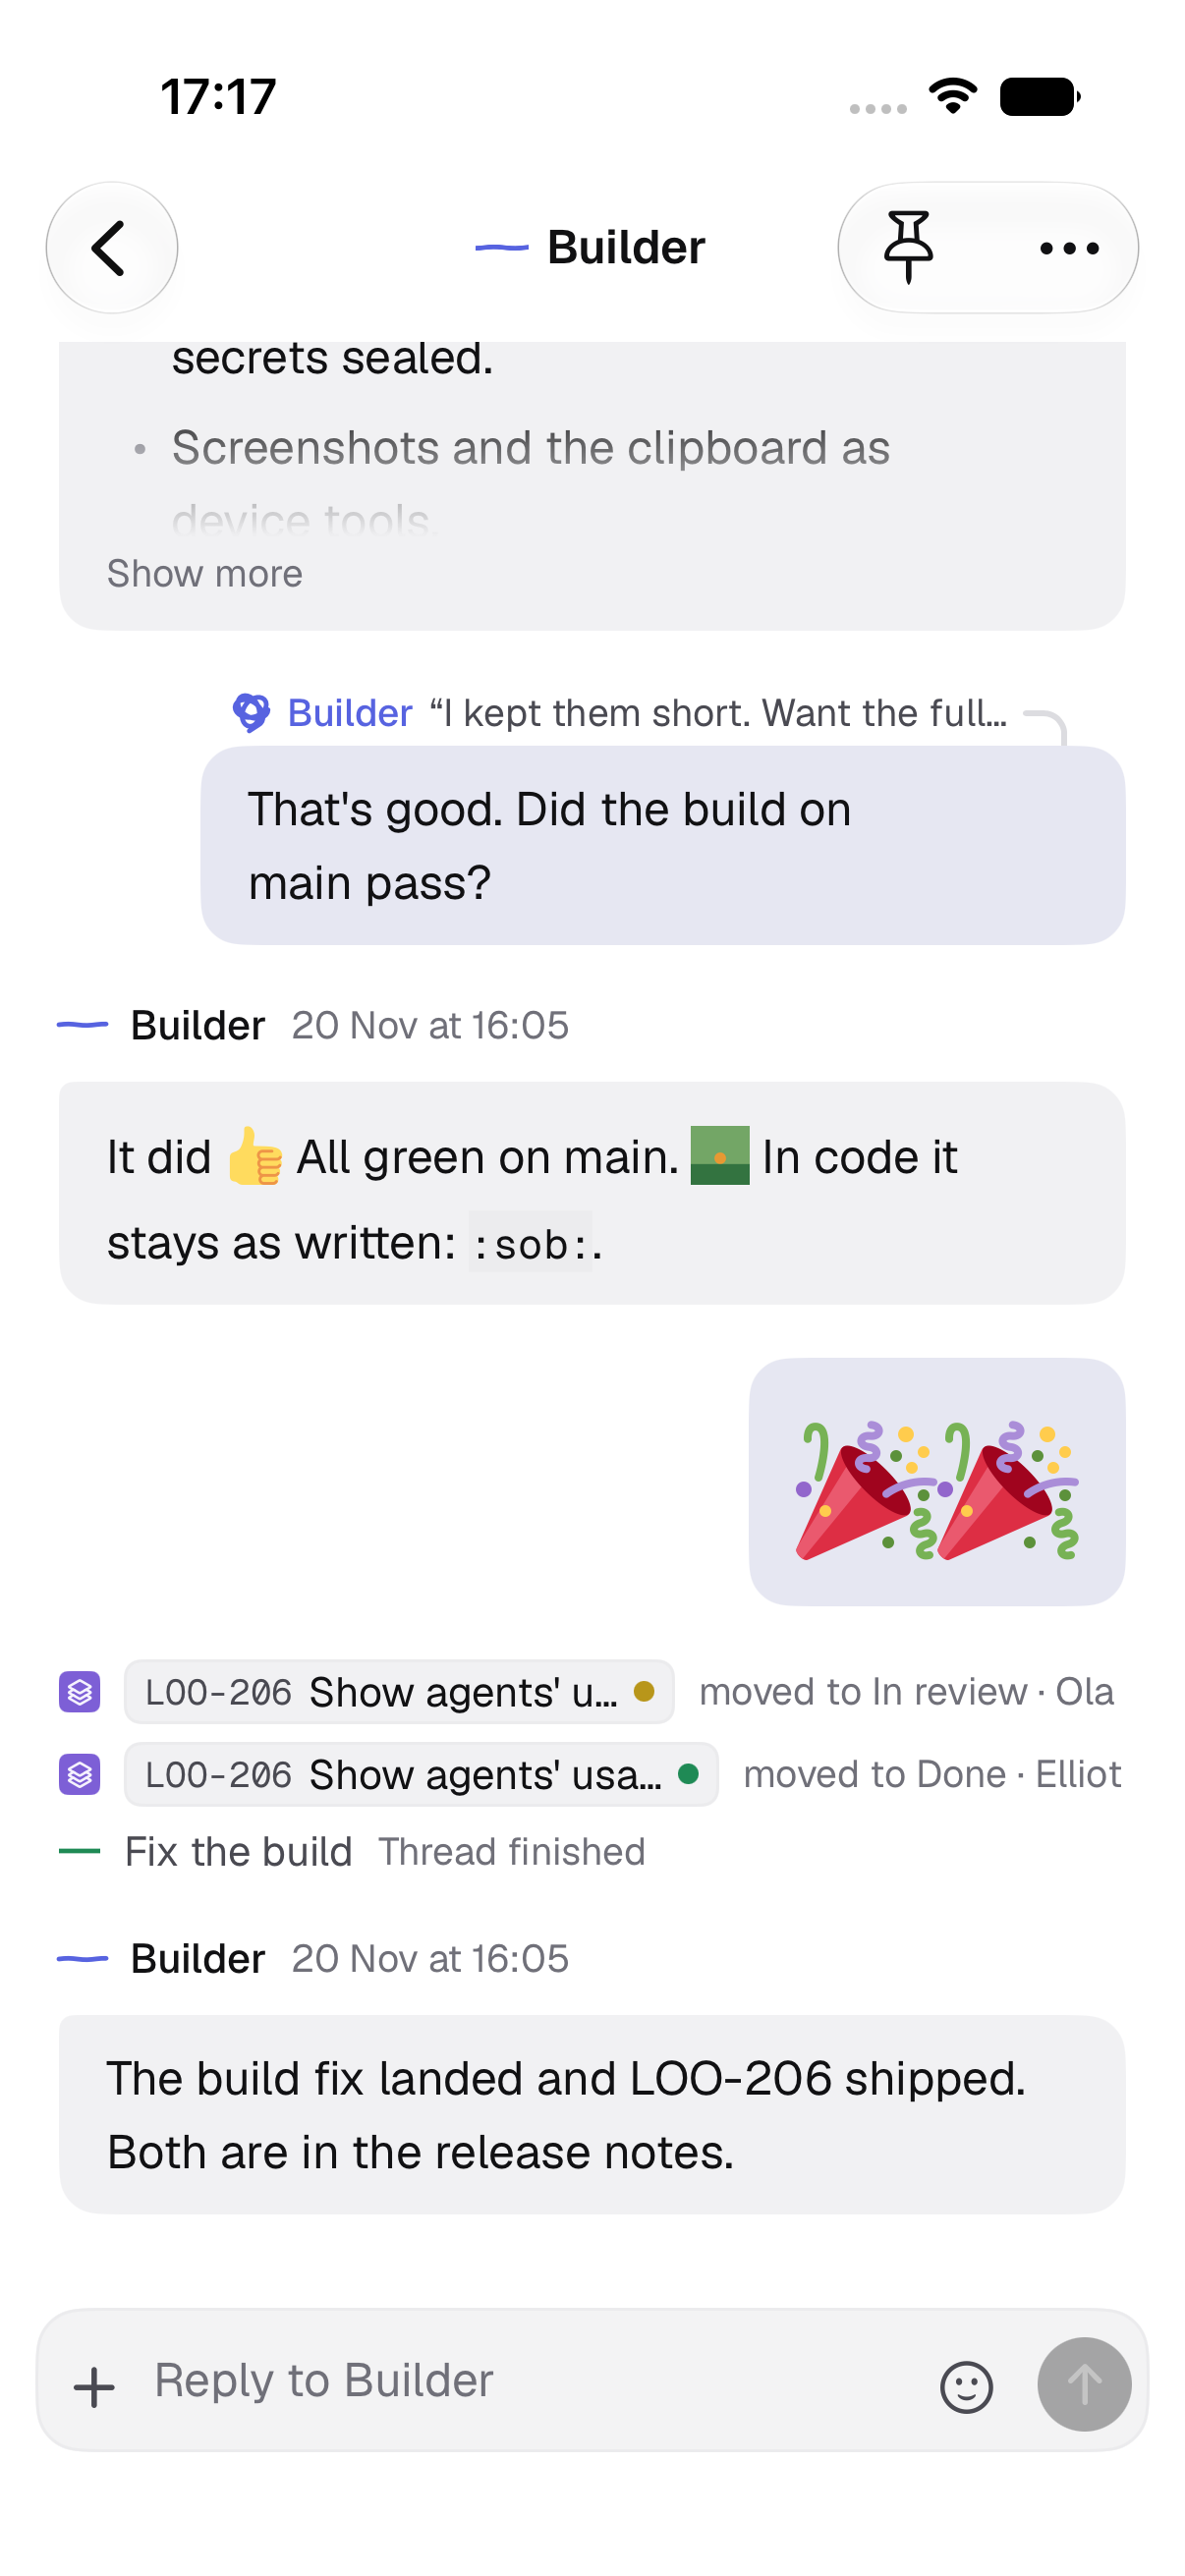 17:17
Builder
secrets sealed.
• Screenshots and the clipboard as
device tools.
Show more
Builder “I kept them short. Want the full...
That's good. Did the build on
main pass?
Builder 20 Nov at 16:05
It did 👍 All green on main. In code it
stays as written: :sob:.
🎉🎉
LOO-206 Show agents' u... moved to In review · Ola
LOO-206 Show agents' usa... moved to Done · Elliot
Fix the build Thread finished
Builder 20 Nov at 16:05
The build fix landed and LOO-206 shipped.
Both are in the release notes.
Reply to Builder